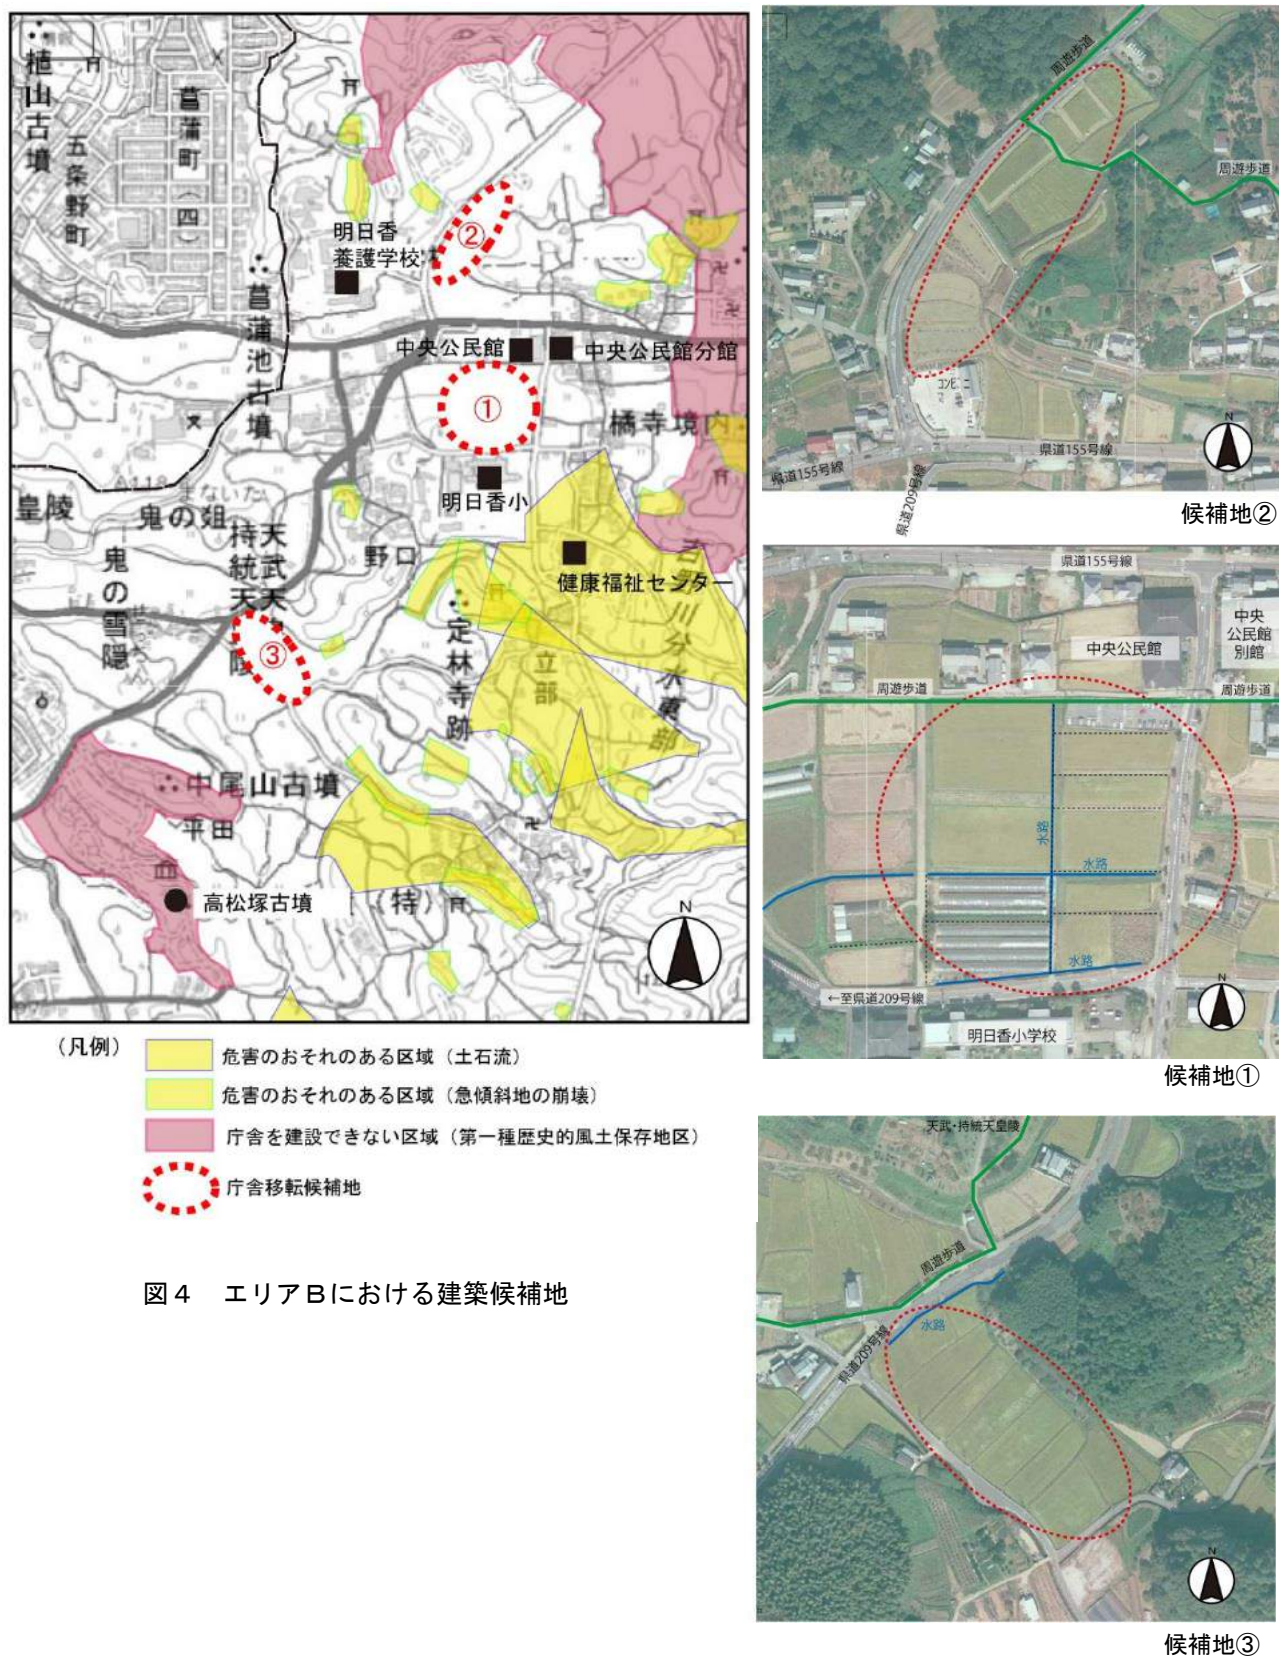 植山古墳
五条野町
菖蒲町(四)
菖蒲池古墳
明日香
養護学校
②
中央公民館
中央公民館分館
①
橘寺境内
明日香小
皇陵
鬼の俎
まないた
鬼の雪隠
野口
健康福祉センター
③
定林寺跡
立部
中尾山古墳
平田
高松塚古墳
(特)
N
(凡例)
危害のおそれのある区域(土石流)
危害のおそれのある区域(急傾斜地の崩壊)
庁舎を建設できない区域(第一種歴史的風土保存地区)
庁舎移転候補地
図4 エリアBにおける建築候補地
周遊歩道
周遊歩道
コンビニ
県道155号線
県道155号線
県道209号線
N
候補地②
県道155号線
中央公民館
中央
公民館
別館
周遊歩道
周遊歩道
水路
水路
水路
←至県道209号線
明日香小学校
N
候補地①
天武・持統天皇陵
周遊歩道
水路
県道209号線
N
候補地③